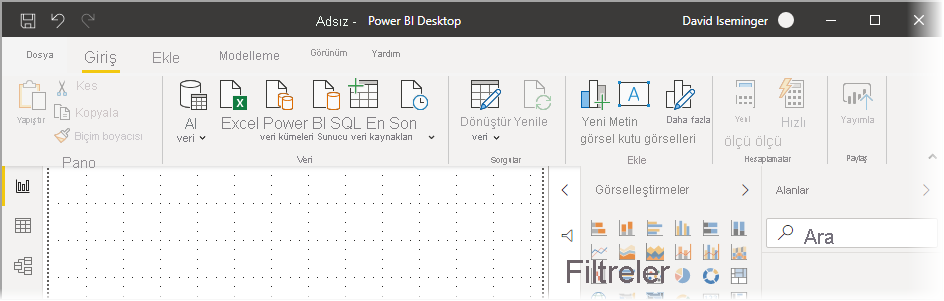 Adsız - Power BI Desktop David Iseminger
Dosya Giriş Ekle Modelleme Görünüm Yardım
Yapıştır Kes
Kopyala
Biçim boyacısı
Pano
Al
veri
Excel Power BI SQL En Son
veri kümeleri Sunucu veri kaynakları
Veri
Dönüştür Yenile
veri
Sorgular
Yeni Metin Daha fazla
görsel kutu görselleri
Ekle
Yeni Hızlı
ölçü ölçü
Hesaplamalar
Yayımla
Paylaş
Görselleştirmeler
Alanlar
Ara
Filtreler